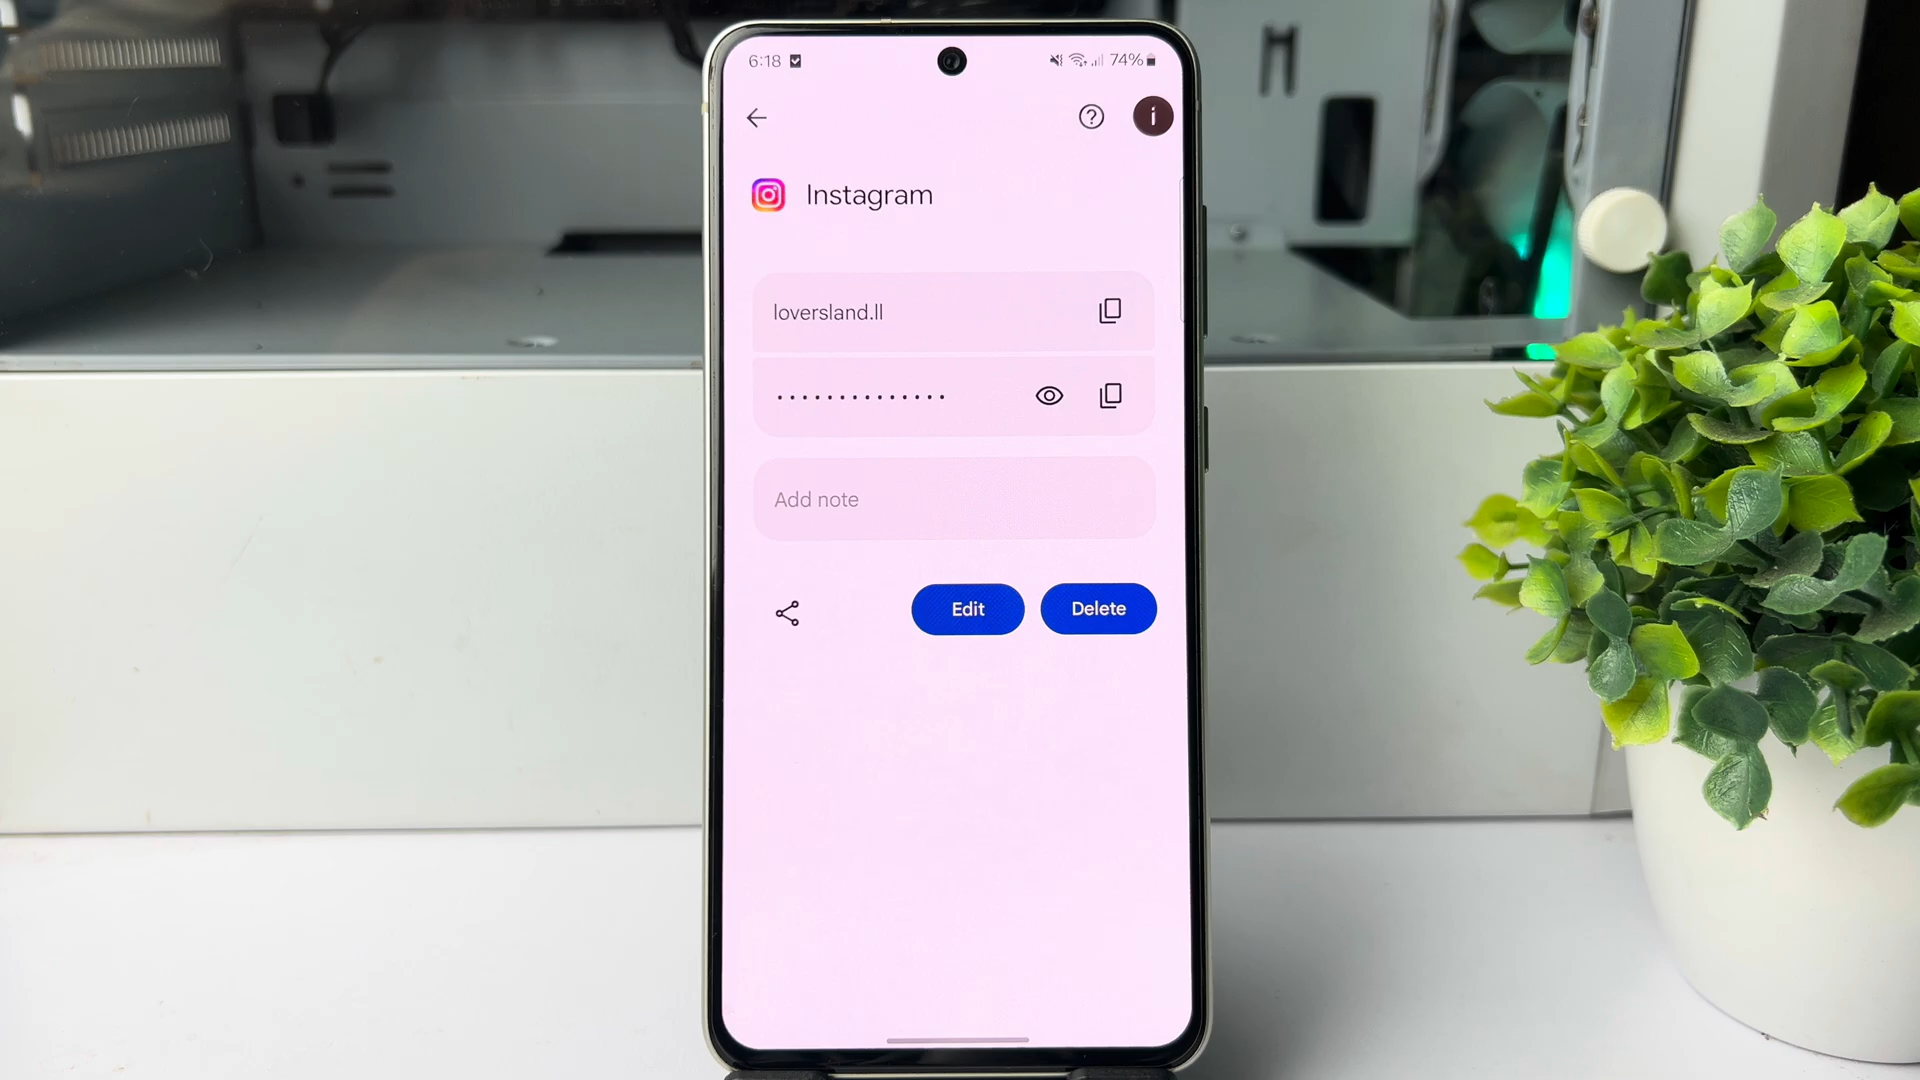 6:18 74%
i
Instagram
loversland.ll
••••••••••••••
Add note
Edit Delete